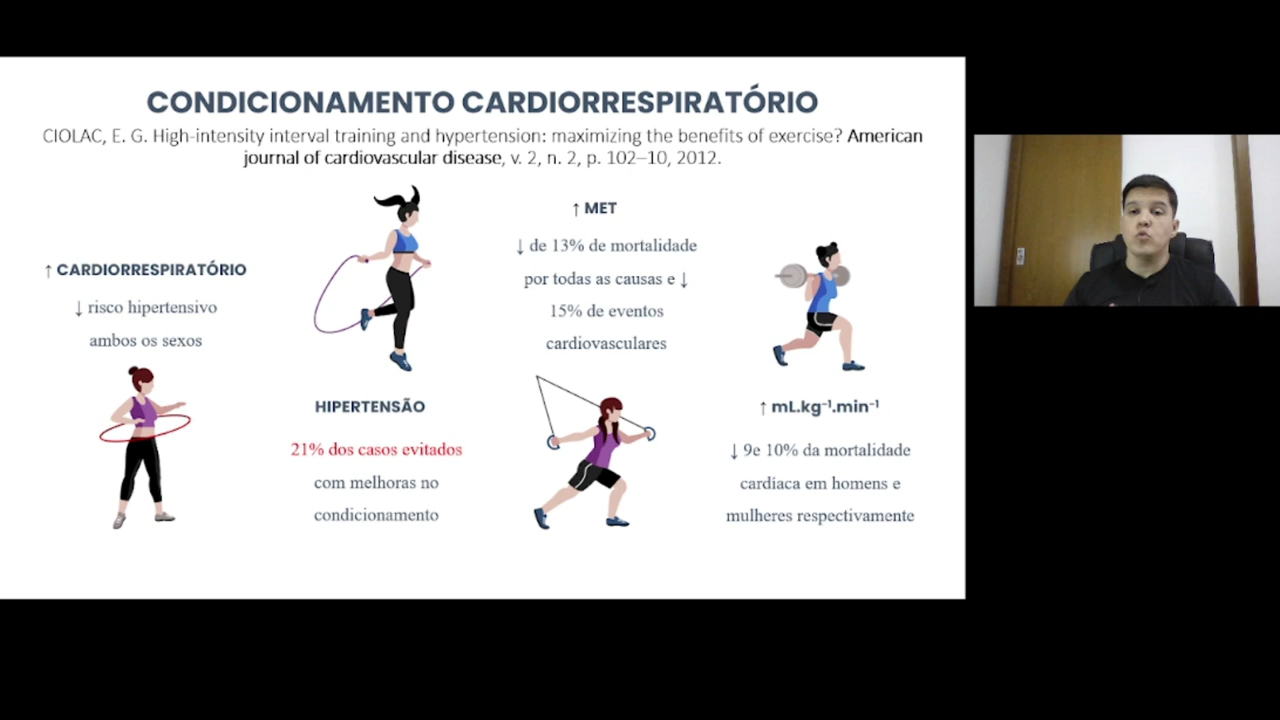 CONDICIONAMENTO CARDIORRESPIRATÓRIO
CIOLAC, E. G. High-intensity interval training and hypertension: maximizing the benefits of exercise? American
journal of cardiovascular disease, v. 2, n. 2, p. 102–10, 2012.
↑ CARDIORRESPIRATÓRIO
↓ risco hipertensivo
ambos os sexos
HIPERTENSÃO
21% dos casos evitados
com melhoras no
condicionamento
↑ MET
↓ de 13% de mortalidade
por todas as causas e ↓
15% de eventos
cardiovasculares
↑ mL.kg⁻¹.min⁻¹
↓ 9e 10% da mortalidade
cardíaca em homens e
mulheres respectivamente